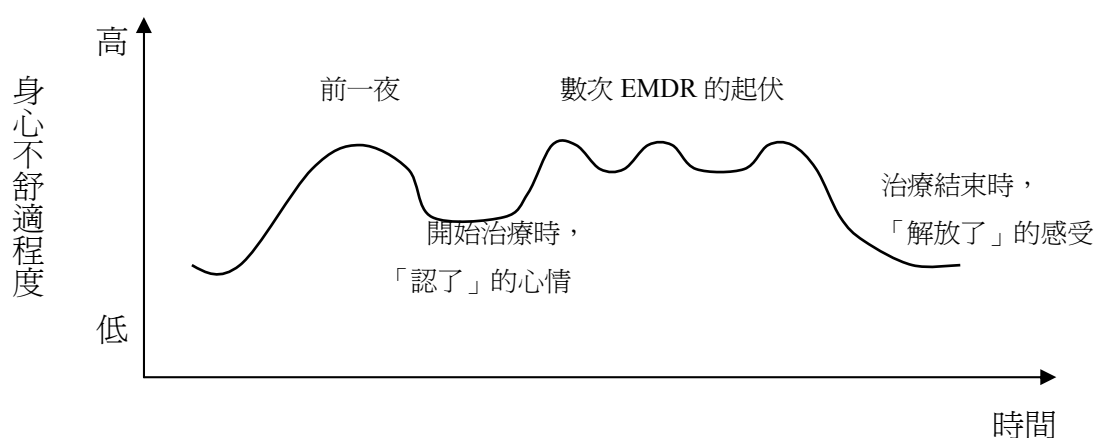 高
身心不舒適程度
前一夜
數次 EMDR 的起伏
治療結束時，
「解放了」的感受
開始治療時，
「認了」的心情
低
時間